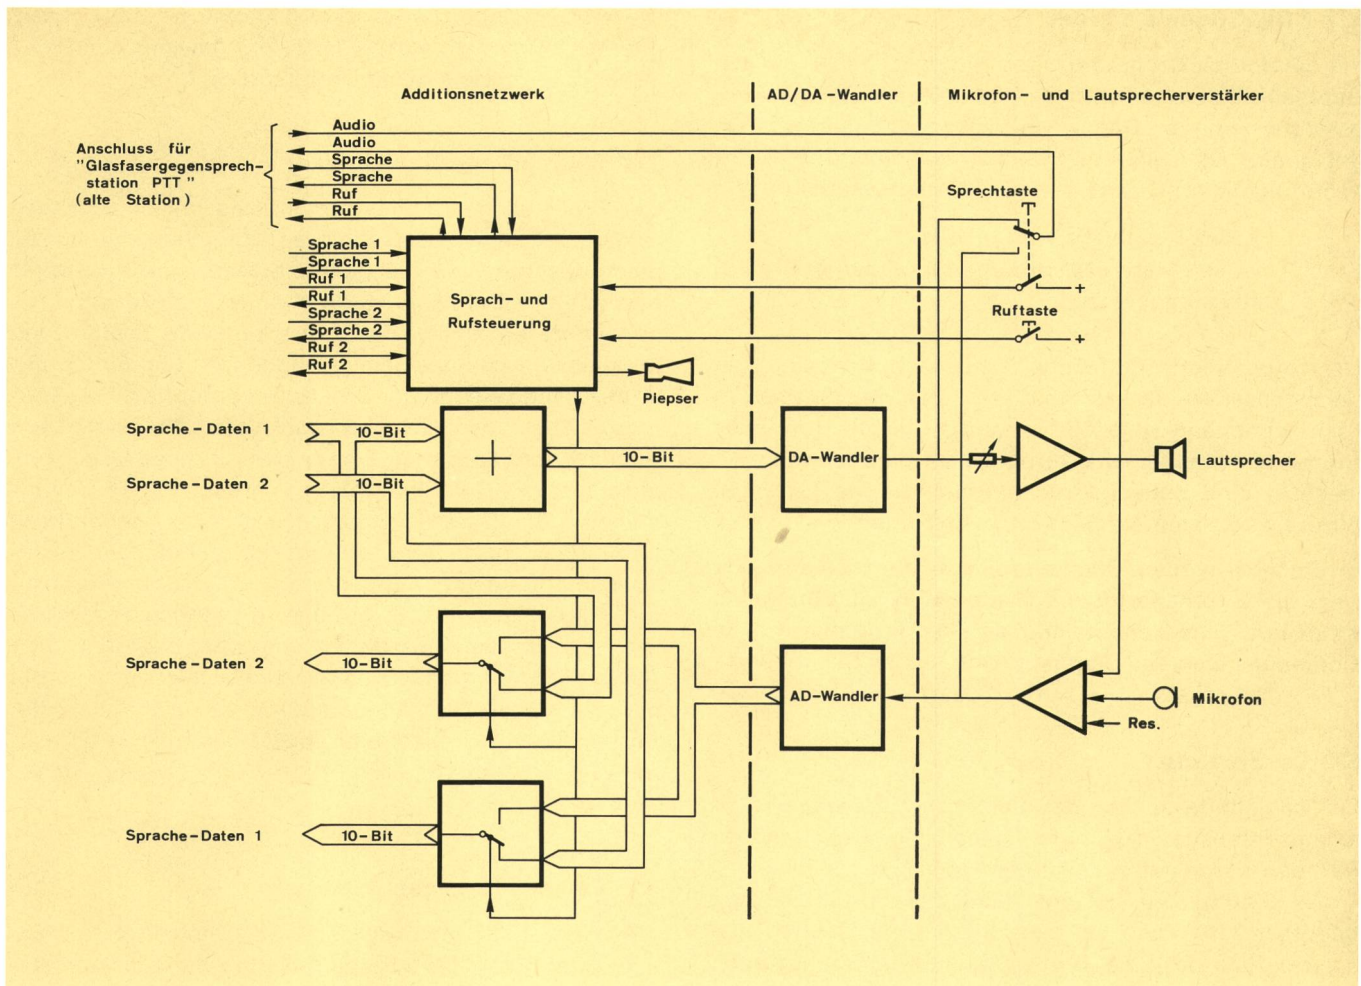 Additionsnetzwerk
AD/DA-Wandler
Mikrofon- und Lautsprecherverstärker
Anschluss für
"Glasfasergegensprech-
station PTT"
(alte Station)
Audio
Audio
Sprache
Sprache
Ruf
Ruf
Sprache 1
Sprache 1
Ruf 1
Ruf 1
Sprache 2
Sprache 2
Ruf 2
Ruf 2
Sprach- und
Rufsteuerung
Sprechtaste
+
Ruftaste
+
Piepser
Sprache-Daten 1
10-Bit
Sprache-Daten 2
10-Bit
+
10-Bit
DA-Wandler
Lautsprecher
Sprache-Daten 2
10-Bit
AD-Wandler
Mikrofon
Res.
Sprache-Daten 1
10-Bit